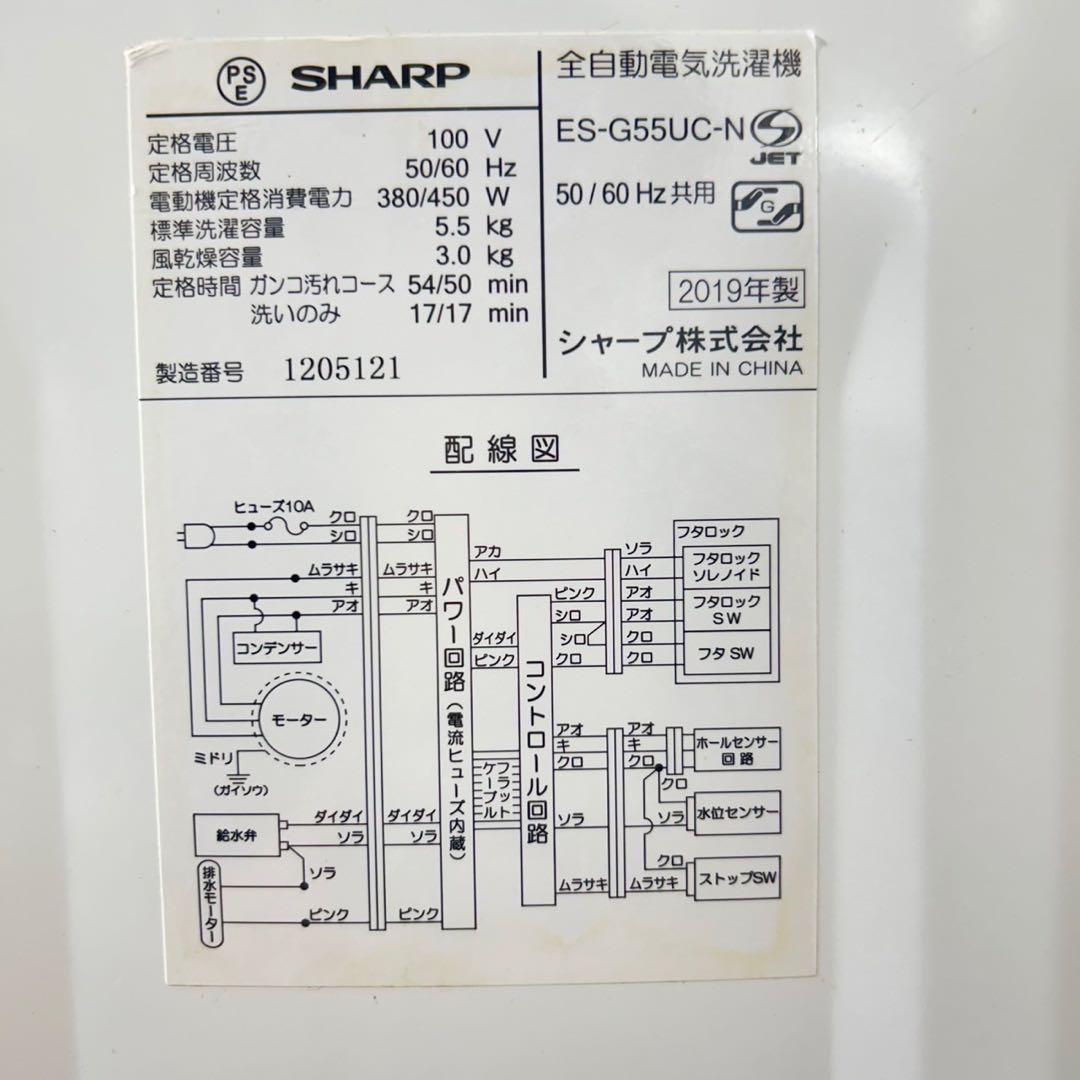 PS
E
SHARP
定格電圧 100 V
定格周波数 50/60 Hz
電動機定格消費電力 380/450 W
標準洗濯容量 5.5 kg
風乾燥容量 3.0 kg
定格時間 ガンコ汚れコース 54/50 min
洗いのみ 17/17 min
製造番号 1205121
全自動電気洗濯機
ES-G55UC-N
JET
50/60 Hz 共用
G
2019年製
シャープ株式会社
MADE IN CHINA
配線図
ヒューズ10A
クロ クロ
シロ シロ
ムラサキ ムラサキ
キ キ
アオ アオ
コンデンサー
モーター
ミドリ
(ガイソウ)
給水弁
ダイダイ ダイダイ
ソラ ソラ
ソラ
排水モーター
ピンク ピンク
パワー回路(電流ヒューズ内蔵)
アカ
ハイ
ダイダイ
ピンク
フラット
ケーブル
コントロール回路
ピンク
シロ
シロ
クロ
ソラ
ハイ
アオ
アオ
クロ
クロ
フタロック
フタロック
ソレノイド
フタロック
SW
フタ SW
アオ アオ
キ キ
クロ クロ
ホールセンサー
回路
クロ
ソラ ソラ
水位センサー
クロ
ムラサキ ムラサキ
ストップSW